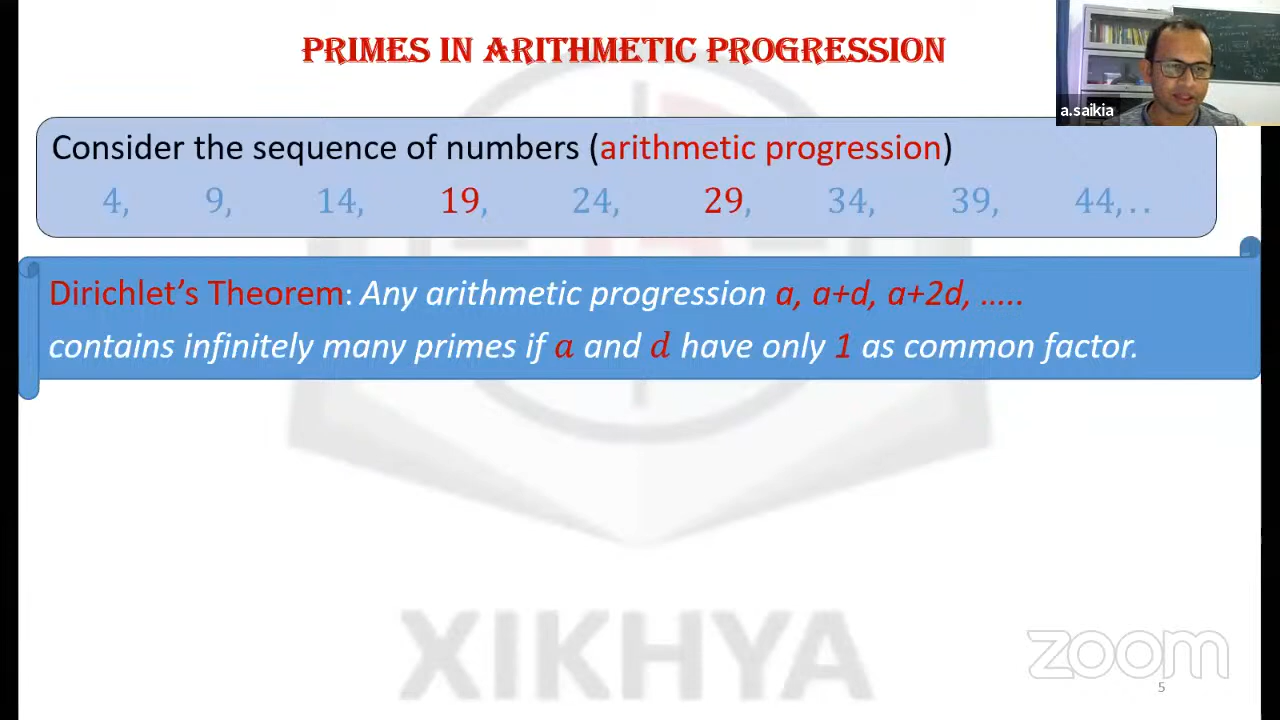 PRIMES IN ARITHMETIC PROGRESSION
a.saikia
Consider the sequence of numbers (arithmetic progression)
4, 9, 14, 19, 24, 29, 34, 39, 44,..
Dirichlet’s Theorem: Any arithmetic progression a, a+d, a+2d, …..
contains infinitely many primes if a and d have only 1 as common factor.
XIKHYA
zoom
5